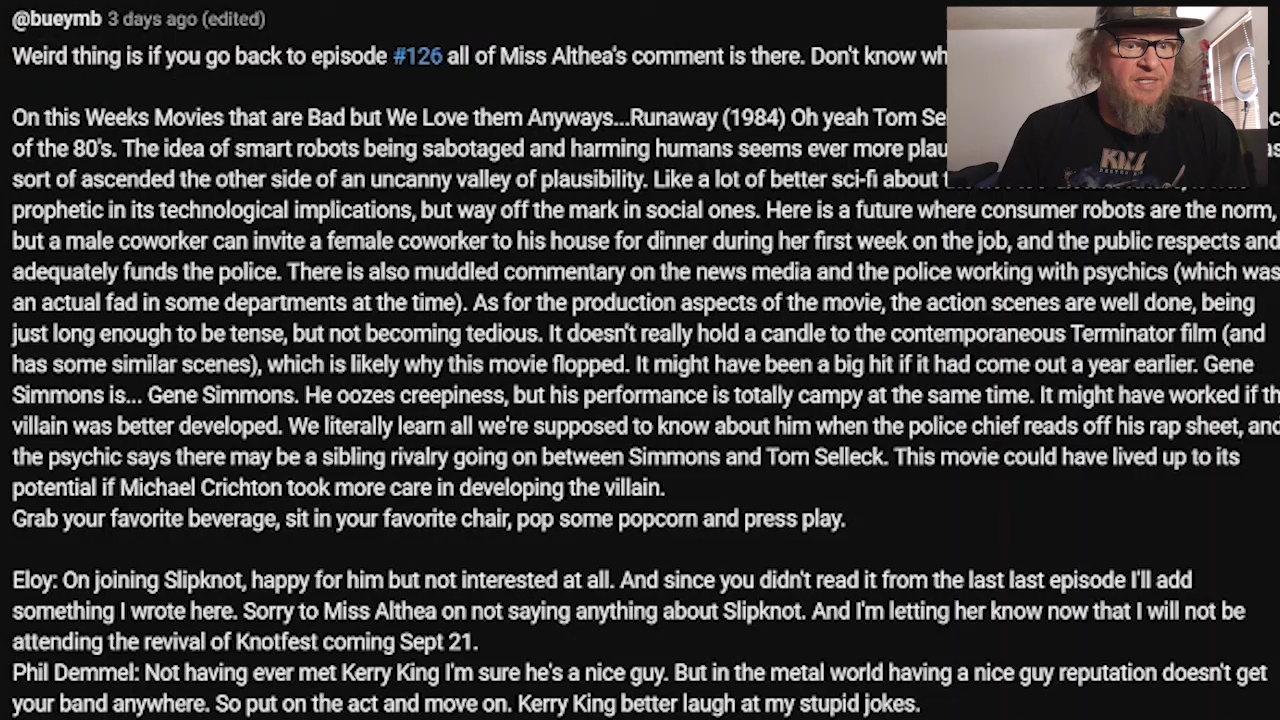 @bueymb 3 days ago (edited)
Weird thing is if you go back to episode #126 all of Miss Althea's comment is there. Don't know
On this Weeks Movies that are Bad but We Love them Anyways...Runaway (1984) Oh yeah Tom
of the 80's. The idea of smart robots being sabotaged and harming humans seems ever more
sort of ascended the other side of an uncanny valley of plausibility. Like a lot of better sci-fi about
prophetic in its technological implications, but way off the mark in social ones. Here is a future where consumer robots are the norm,
but a male coworker can invite a female coworker to his house for dinner during her first week on the job, and the public respects and
adequately funds the police. There is also muddled commentary on the news media and the police working with psychics (which was
an actual fad in some departments at the time). As for the production aspects of the movie, the action scenes are well done, being
just long enough to be tense, but not becoming tedious. It doesn't really hold a candle to the contemporaneous Terminator film (and
has some similar scenes), which is likely why this movie flopped. It might have been a big hit if it had come out a year earlier. Gene
Simmons is... Gene Simmons. He oozes creepiness, but his performance is totally campy at the same time. It might have worked if
villain was better developed. We literally learn all we're supposed to know about him when the police chief reads off his rap sheet, and
the psychic says there may be a sibling rivalry going on between Simmons and Tom Selleck. This movie could have lived up to its
potential if Michael Crichton took more care in developing the villain.
Grab your favorite beverage, sit in your favorite chair, pop some popcorn and press play.
Eloy: On joining Slipknot, happy for him but not interested at all. And since you didn't read it from the last last episode I'll add
something I wrote here. Sorry to Miss Althea on not saying anything about Slipknot. And I'm letting her know now that I will not be
attending the revival of Knotfest coming Sept 21.
Phil Demmel: Not having ever met Kerry King I'm sure he's a nice guy. But in the metal world having a nice guy reputation doesn't get
your band anywhere. So put on the act and move on. Kerry King better laugh at my stupid jokes.